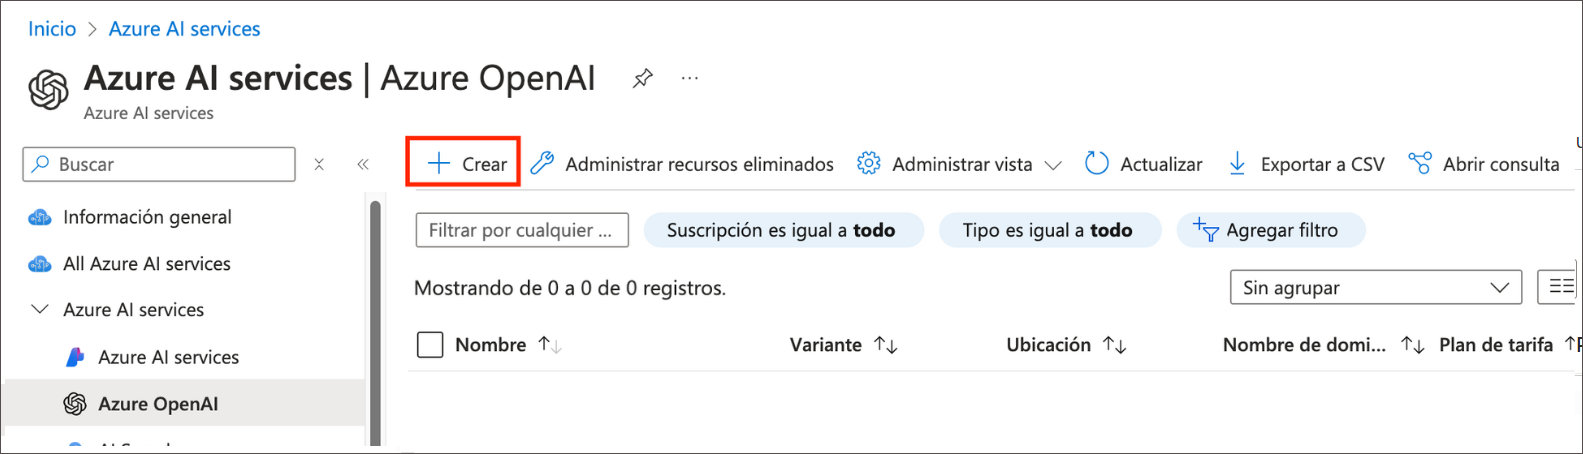 Inicio > Azure AI services
Azure AI services | Azure OpenAI
Azure AI services
Buscar
Crear
Administrar recursos eliminados
Administrar vista
Actualizar
Exportar a CSV
Abrir consulta
Información general
All Azure AI services
Azure AI services
Azure AI services
Azure OpenAI
Filtrar por cualquier ...
Suscripción es igual a todo
Tipo es igual a todo
Agregar filtro
Mostrando de 0 a 0 de 0 registros.
Sin agrupar
Nombre
Variante
Ubicación
Nombre de domi...
Plan de tarifa